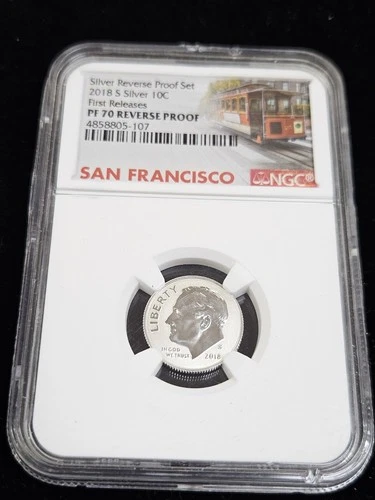 Silver Reverse Proof Set
2018 S Silver 10C
First Releases
PF 70 REVERSE PROOF
4858805-107
SAN FRANCISCO
NGC®
LIBERTY
IN GOD
WE TRUST
S
2018